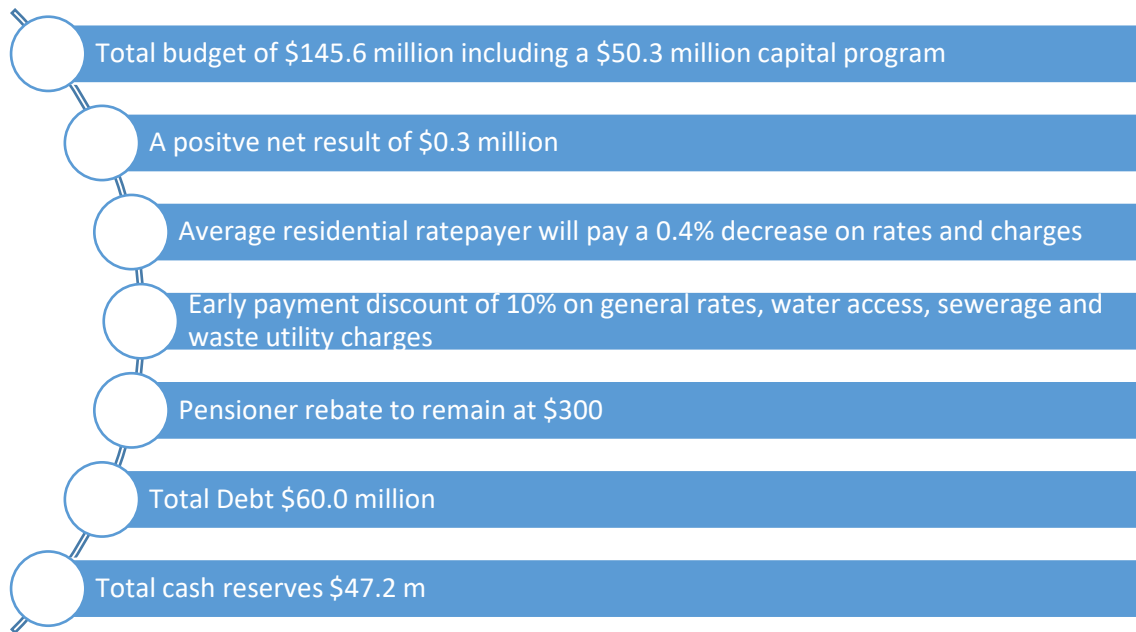 Total budget of $145.6 million including a $50.3 million capital program
A positve net result of $0.3 million
Average residential ratepayer will pay a 0.4% decrease on rates and charges
Early payment discount of 10% on general rates, water access, sewerage and
waste utility charges
Pensioner rebate to remain at $300
Total Debt $60.0 million
Total cash reserves $47.2 m